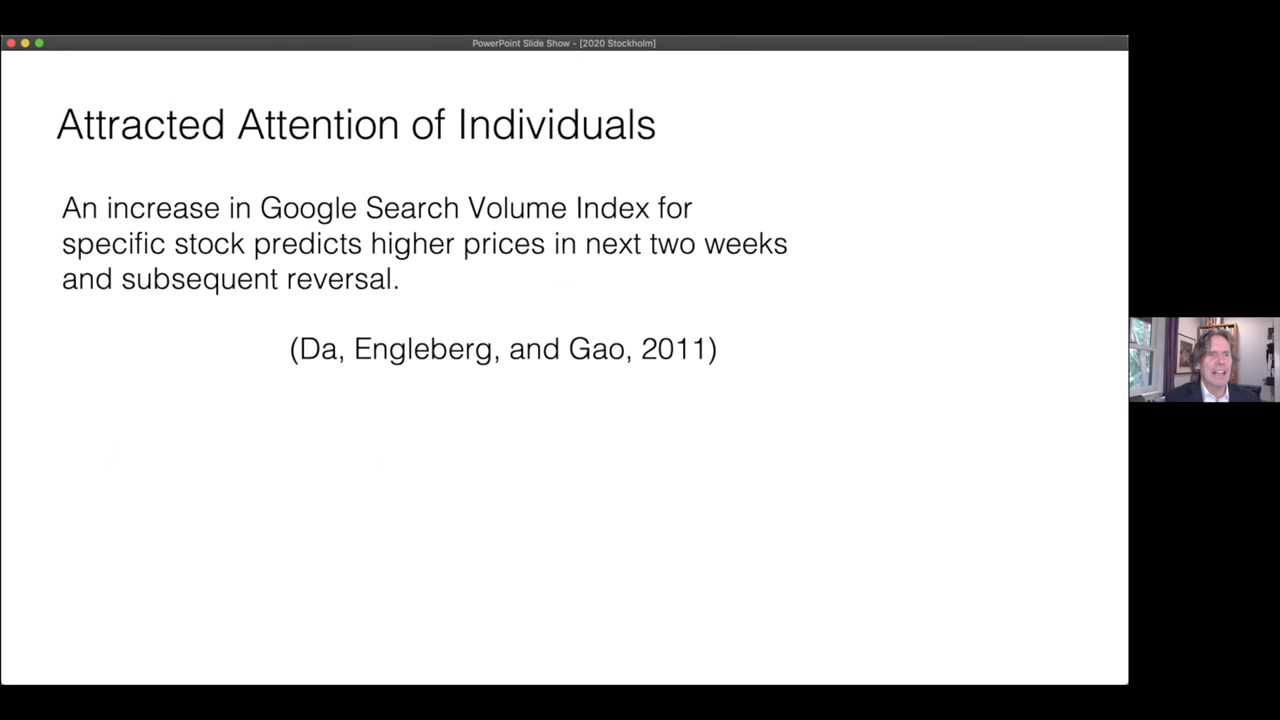 PowerPoint Slide Show - [2020 Stockholm]
Attracted Attention of Individuals
An increase in Google Search Volume Index for
specific stock predicts higher prices in next two weeks
and subsequent reversal.
(Da, Engleberg, and Gao, 2011)